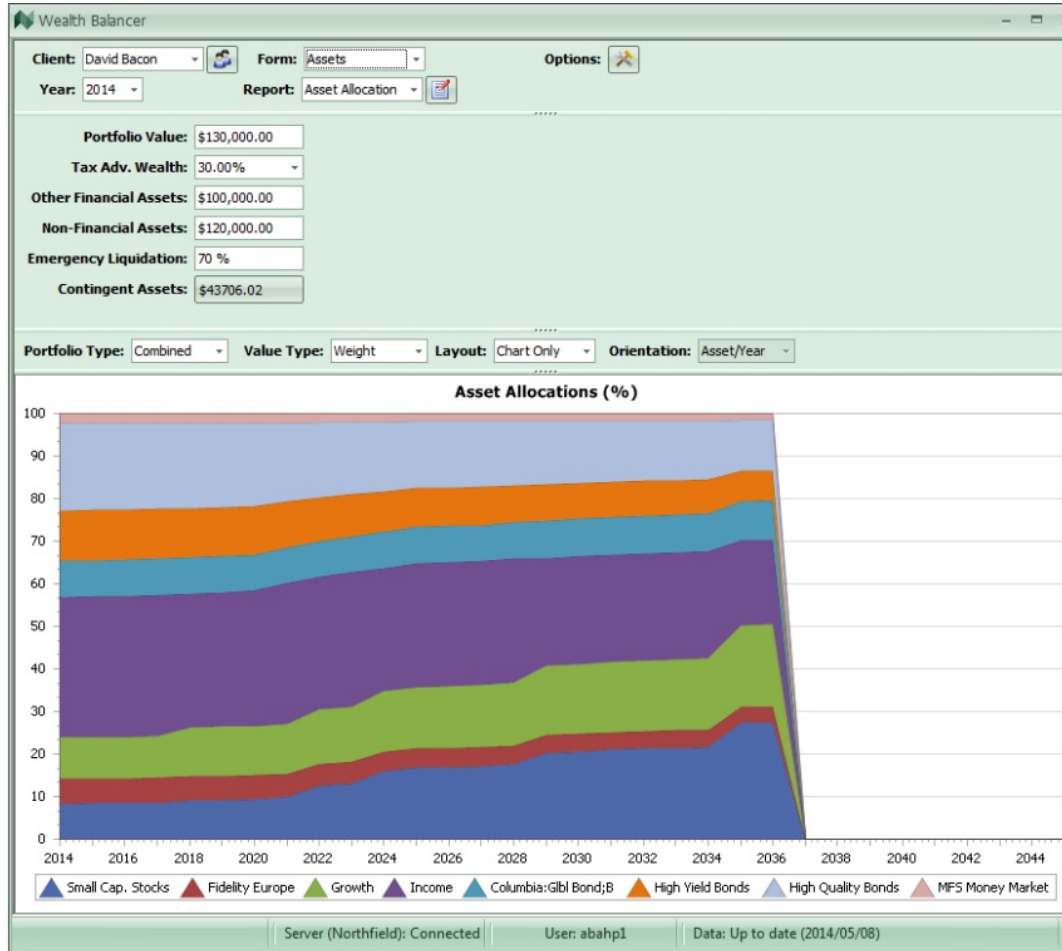 Wealth Balancer
Client: David Bacon Form: Assets Options:
Year: 2014 Report: Asset Allocation
Portfolio Value: $130,000.00
Tax Adv. Wealth: 30.00%
Other Financial Assets: $100,000.00
Non-Financial Assets: $120,000.00
Emergency Liquidation: 70 %
Contingent Assets: $43706.02
Portfolio Type: Combined Value Type: Weight Layout: Chart Only Orientation: Asset/Year
Asset Allocations (%)
100
90
80
70
60
50
40
30
20
10
0
2014 2016 2018 2020 2022 2024 2026 2028 2030 2032 2034 2036 2038 2040 2042 2044
Small Cap. Stocks Fidelity Europe Growth Income Columbia:Glbl Bond;B High Yield Bonds High Quality Bonds MFS Money Market
Server (Northfield): Connected User: abahp1 Data: Up to date (2014/05/08)